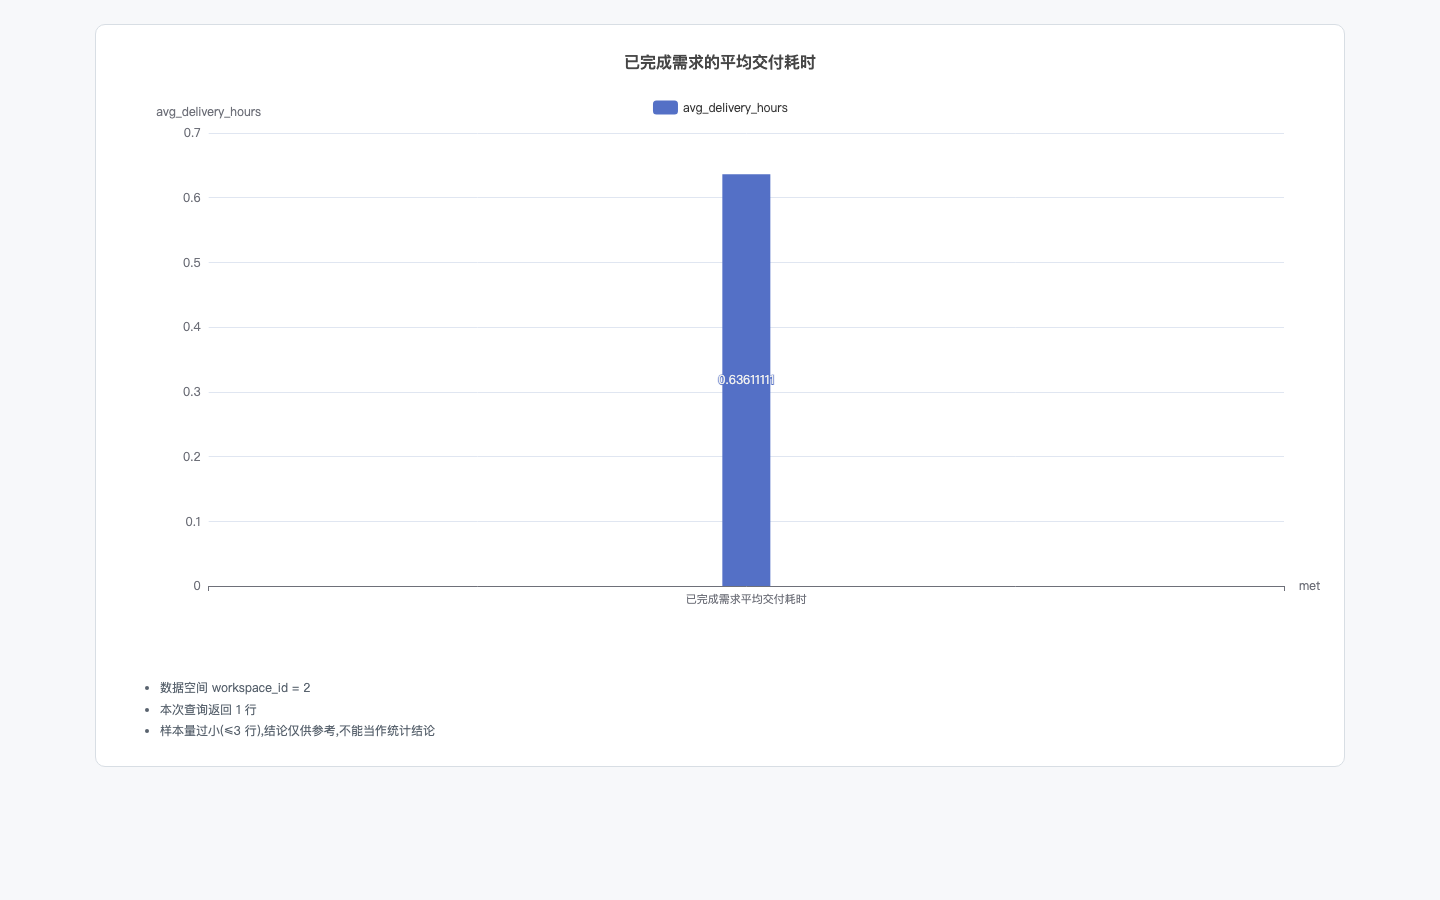 已完成需求的平均交付耗时
avg_delivery_hours
avg_delivery_hours
0.7
0.6
0.5
0.4
0.3
0.2
0.1
0
0.63611111
已完成需求平均交付耗时
met
• 数据空间 workspace_id = 2
• 本次查询返回 1 行
• 样本量过小(≤3 行),结论仅供参考,不能当作统计结论